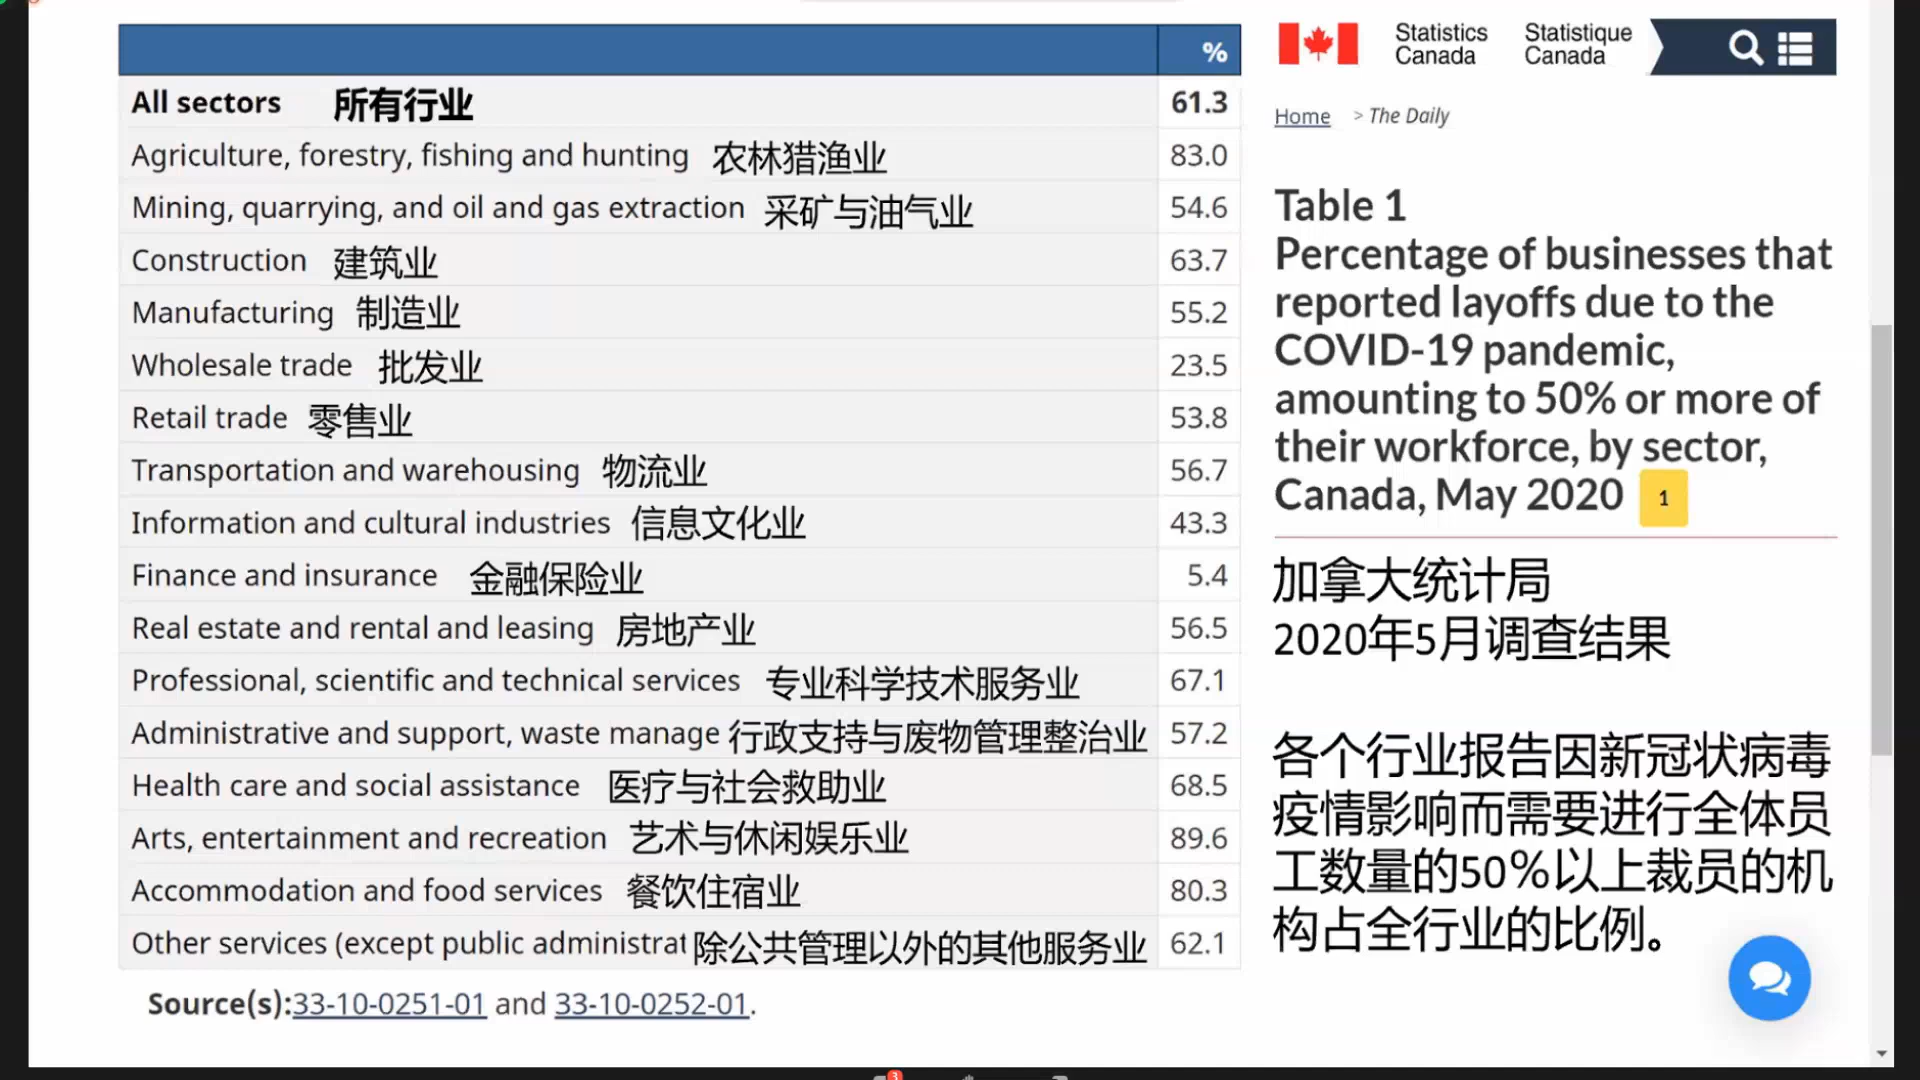 %
All sectors 所有行业 61.3
Agriculture, forestry, fishing and hunting 农林猎渔业 83.0
Mining, quarrying, and oil and gas extraction 采矿与油气业 54.6
Construction 建筑业 63.7
Manufacturing 制造业 55.2
Wholesale trade 批发业 23.5
Retail trade 零售业 53.8
Transportation and warehousing 物流业 56.7
Information and cultural industries 信息文化业 43.3
Finance and insurance 金融保险业 5.4
Real estate and rental and leasing 房地产业 56.5
Professional, scientific and technical services 专业科学技术服务业 67.1
Administrative and support, waste manage 行政支持与废物管理整治业 57.2
Health care and social assistance 医疗与社会救助业 68.5
Arts, entertainment and recreation 艺术与休闲娱乐业 89.6
Accommodation and food services 餐饮住宿业 80.3
Other services (except public administrat 除公共管理以外的其他服务业 62.1
Source(s):33-10-0251-01 and 33-10-0252-01.
Statistics Statistique
Canada Canada
Home > The Daily
Table 1
Percentage of businesses that
reported layoffs due to the
COVID-19 pandemic,
amounting to 50% or more of
their workforce, by sector,
Canada, May 2020 1
加拿大统计局
2020年5月调查结果
各个行业报告因新冠状病毒
疫情影响而需要进行全体员
工数量的50%以上裁员的机
构占全行业的比例。
3